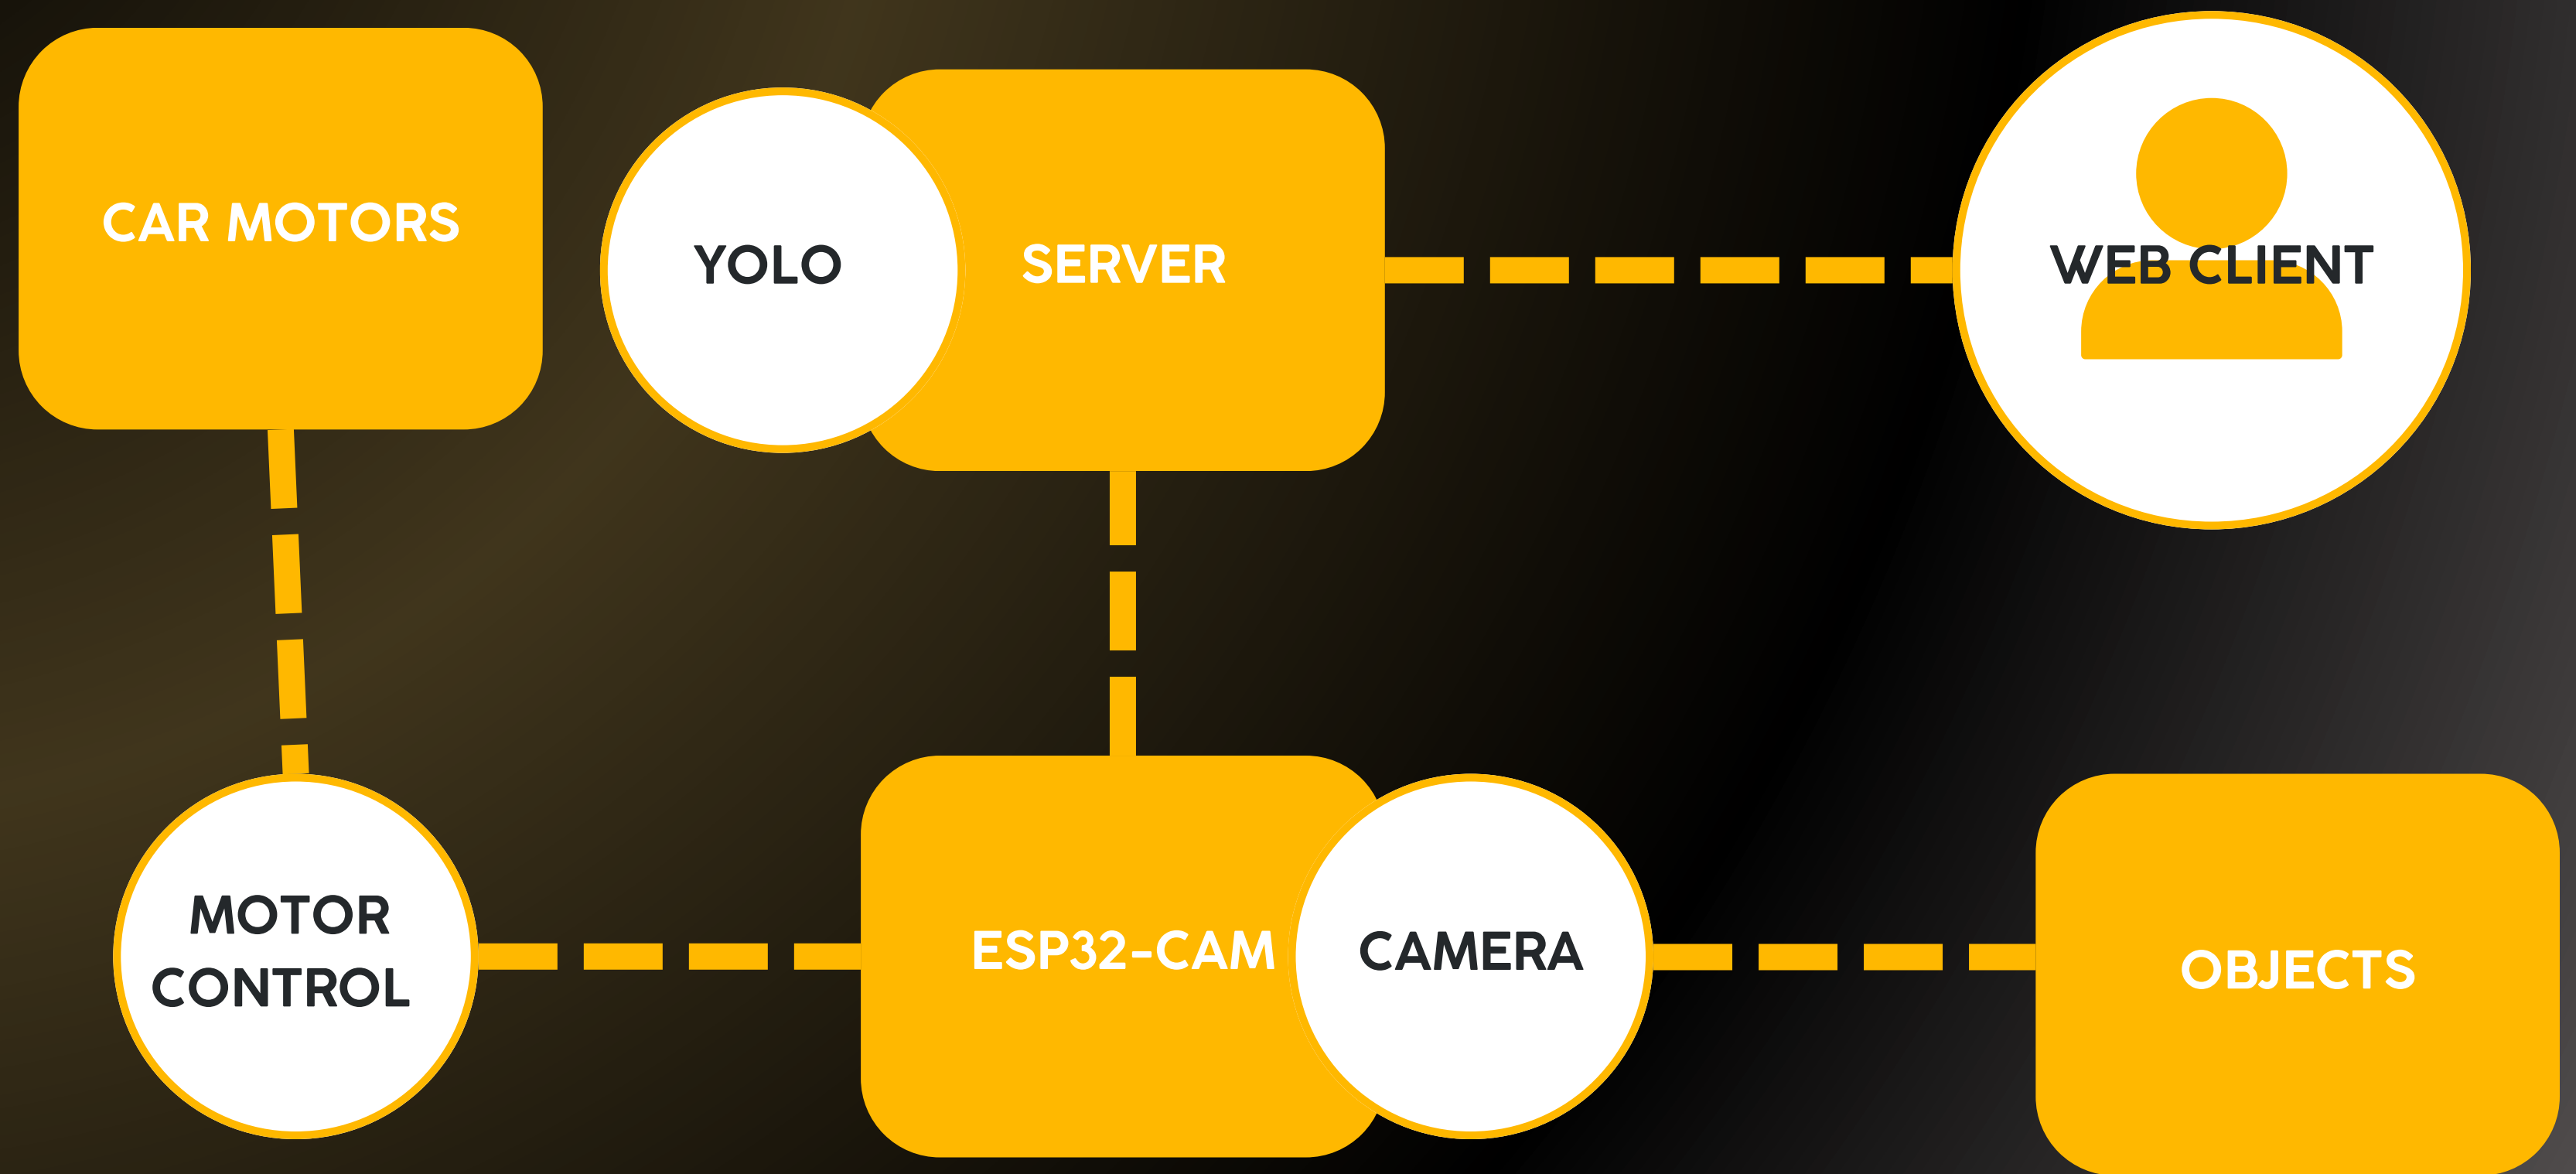 CAR MOTORS
YOLO
SERVER
WEB CLIENT
MOTOR
CONTROL
ESP32-CAM
CAMERA
OBJECTS